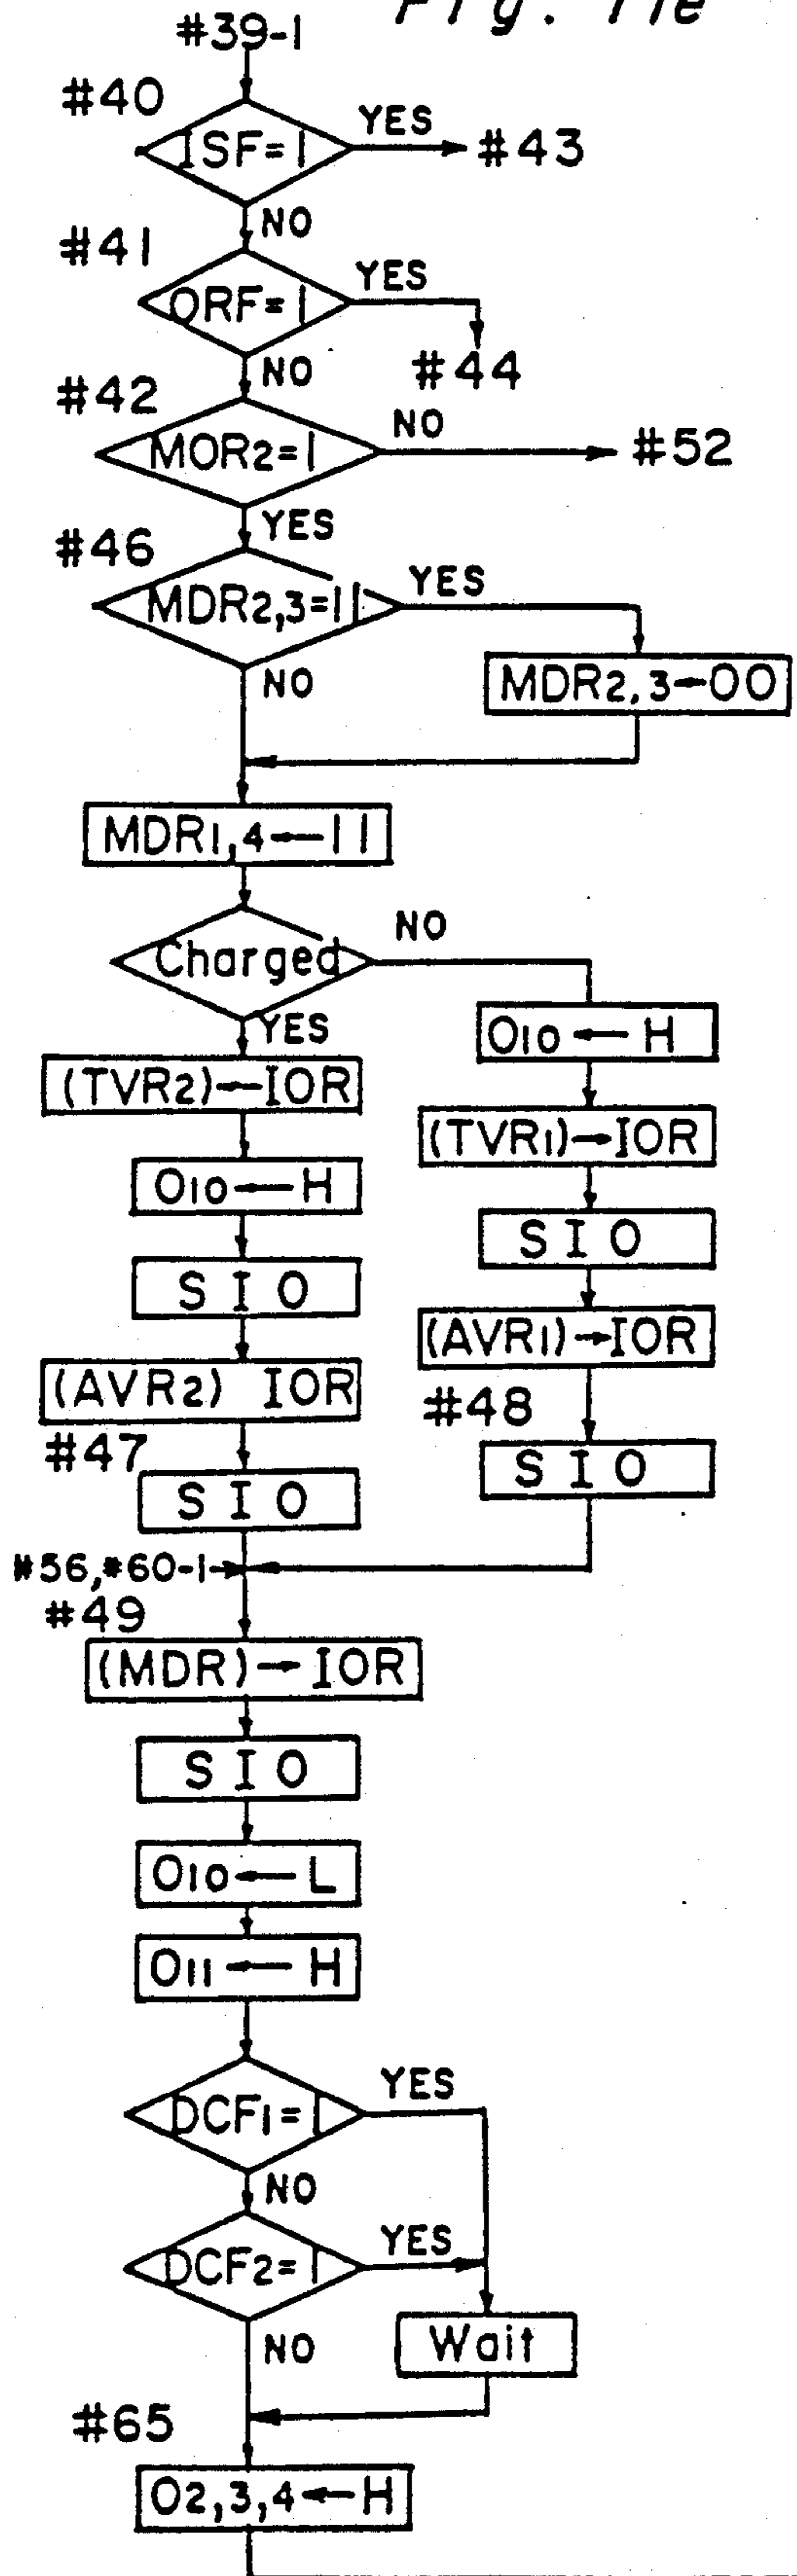 Fig. 11e
#39-1
#40
ISF=1
YES
#43
NO
#41
ORF=1
YES
#44
NO
#42
MOR2=1
NO
#52
YES
#46
MDR2,3=11
YES
MDR2,3←00
NO
MDR1,4←11
Charged
NO
YES
O10←H
(TVR2)←IOR
(TVR1)→IOR
O10←H
SIO
SIO
(AVR1)→IOR
(AVR2) IOR
#48
#47
SIO
SIO
#56,#60-1
#49
(MDR)→IOR
SIO
O10←L
O11←H
DCF1=1
YES
NO
DCF2=1
YES
Wait
NO
#65
O2,3,4←H